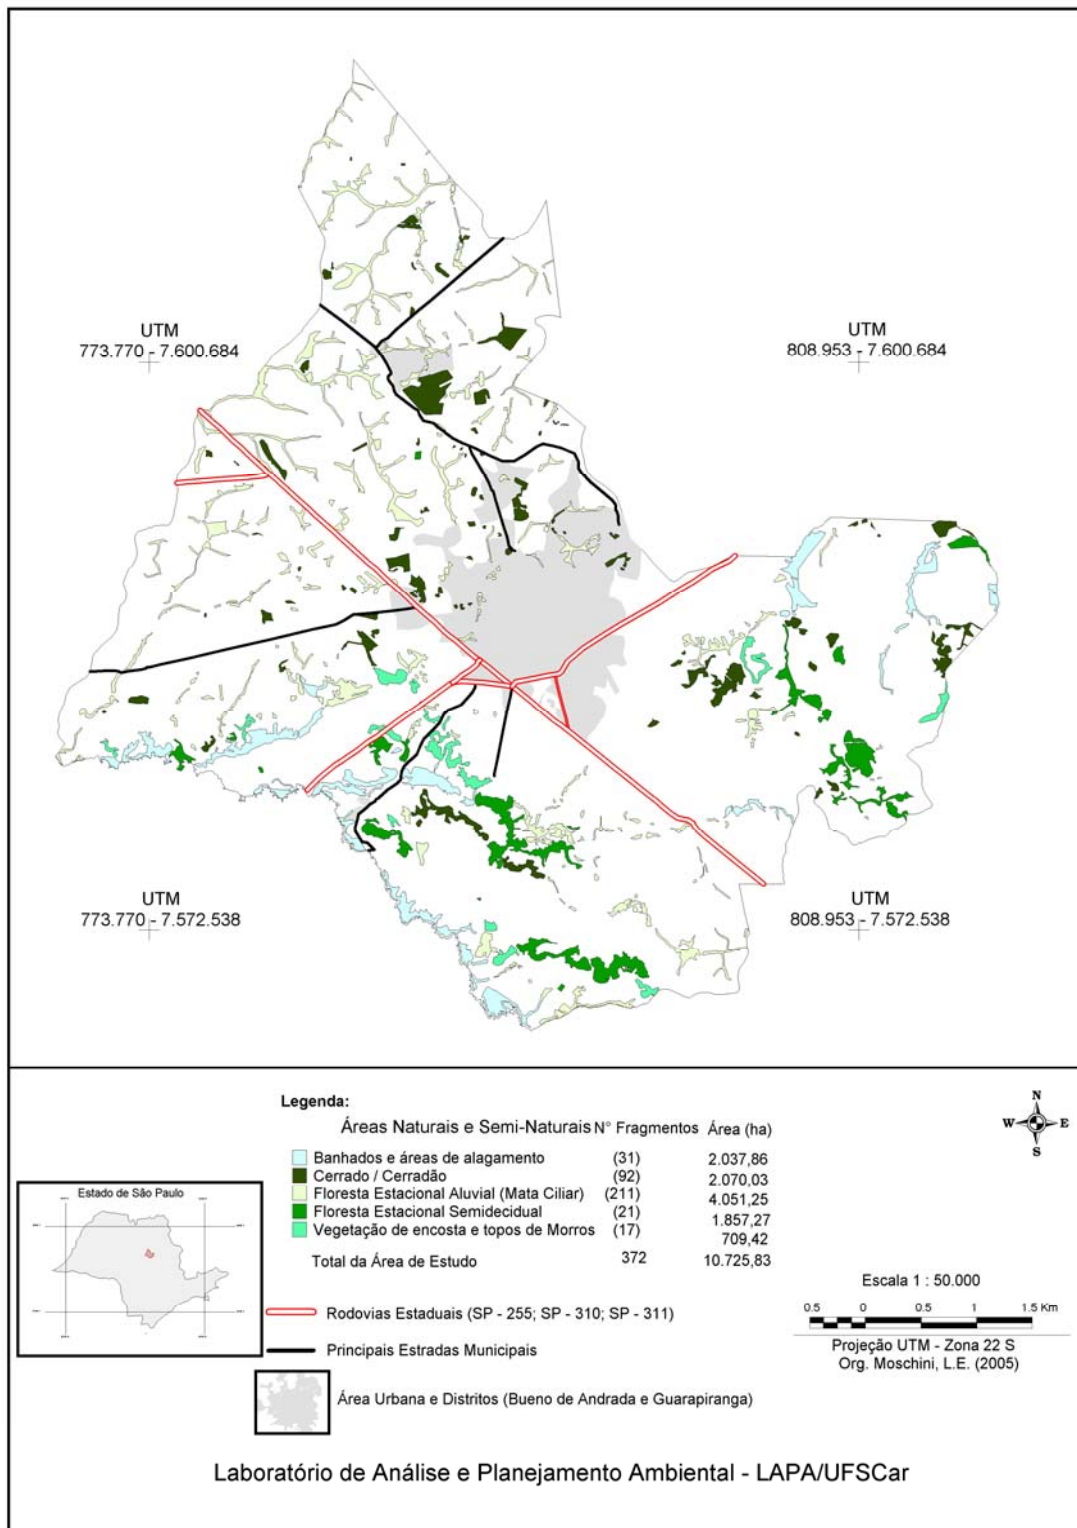 UTM
773.770 - 7.600.684
UTM
808.953 - 7.600.684
UTM
773.770 - 7.572.538
UTM
808.953 - 7.572.538
Legenda:
Áreas Naturais e Semi-Naturais N° Fragmentos Área (ha)
Banhados e áreas de alagamento (31) 2.037,86
Cerrado / Cerradão (92) 2.070,03
Floresta Estacional Aluvial (Mata Ciliar) (211) 4.051,25
Floresta Estacional Semidecidual (21) 1.857,27
Vegetação de encosta e topos de Morros (17) 709,42
Total da Área de Estudo 372 10.725,83
N
W E
S
Estado de São Paulo
Rodovias Estaduais (SP - 255; SP - 310; SP - 311)
Principais Estradas Municipais
Área Urbana e Distritos (Bueno de Andrada e Guarapiranga)
Escala 1 : 50.000
0.5 0 0.5 1 1.5 Km
Projeção UTM - Zona 22 S
Org. Moschini, L.E. (2005)
Laboratório de Análise e Planejamento Ambiental - LAPA/UFSCar